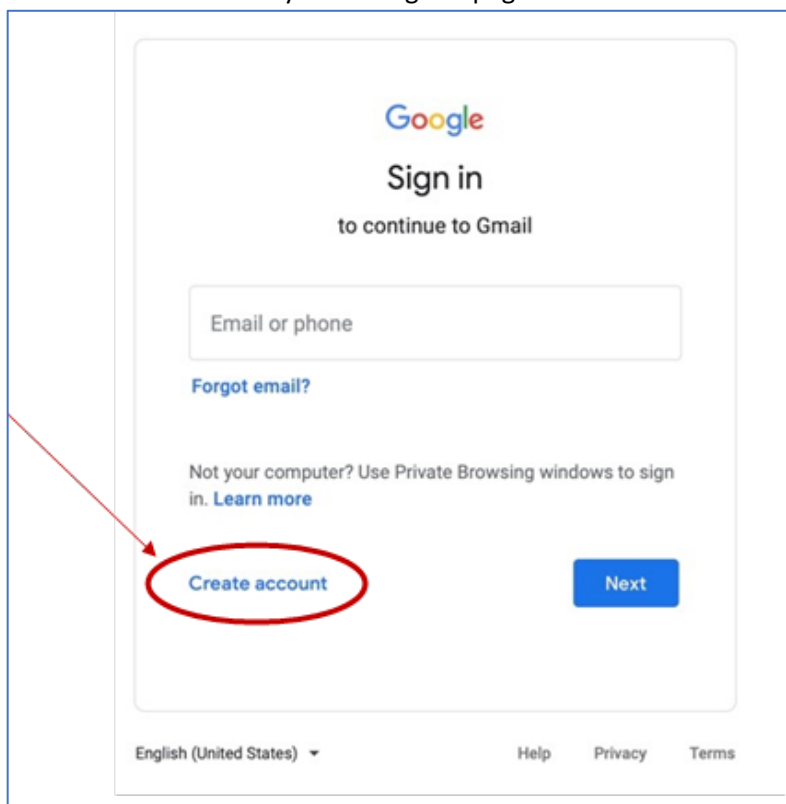 Google
Sign in
to continue to Gmail
Email or phone
Forgot email?
Not your computer? Use Private Browsing windows to sign
in. Learn more
Create account
Next
English (United States)
Help Privacy Terms